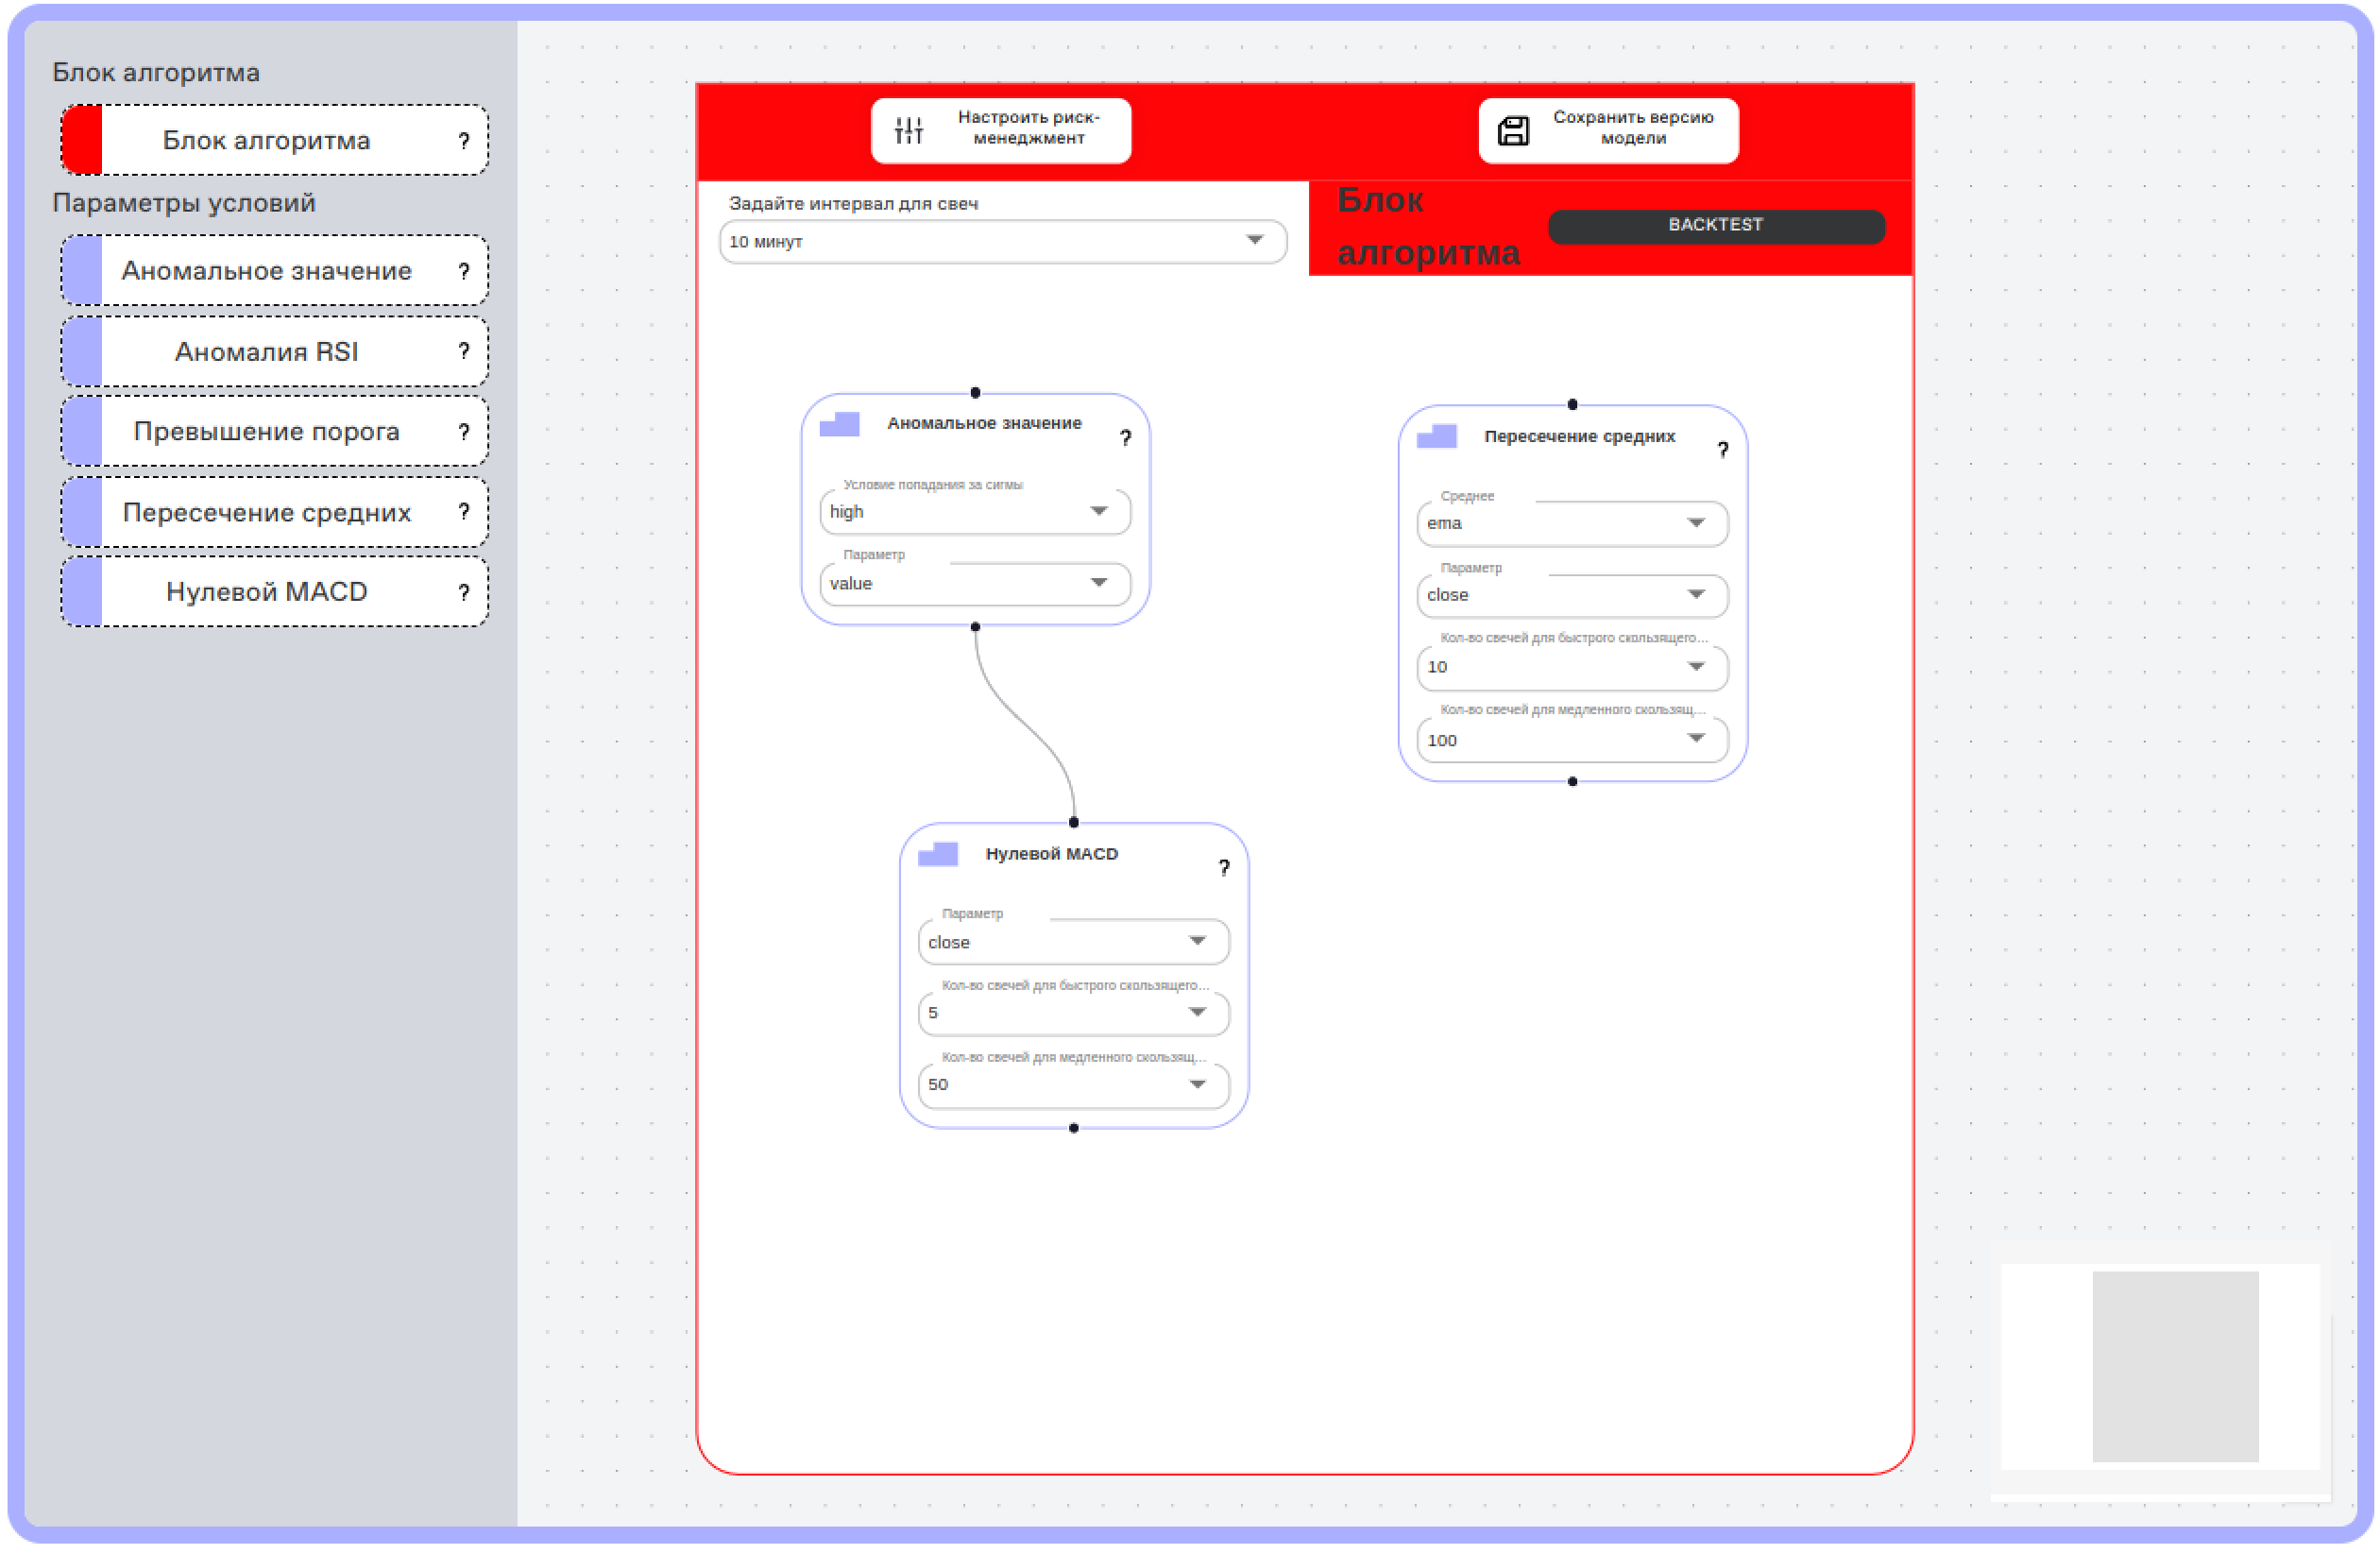 Блок алгоритма
Блок алгоритма ?
Параметры условий
Аномальное значение ?
Аномалия RSI ?
Превышение порога ?
Пересечение средних ?
Нулевой MACD ?
Настроить риск-
менеджмент
Сохранить версию
модели
Задайте интервал для свеч
10 минут
Блок
алгоритма
BACKTEST
Аномальное значение ?
Условие попадания за сигмы
high
Параметр
value
Пересечение средних ?
Среднее
ema
Параметр
close
Кол-во свечей для быстрого скользящего...
10
Кол-во свечей для медленного скользящ...
100
Нулевой MACD ?
Параметр
close
Кол-во свечей для быстрого скользящего...
5
Кол-во свечей для медленного скользящ...
50